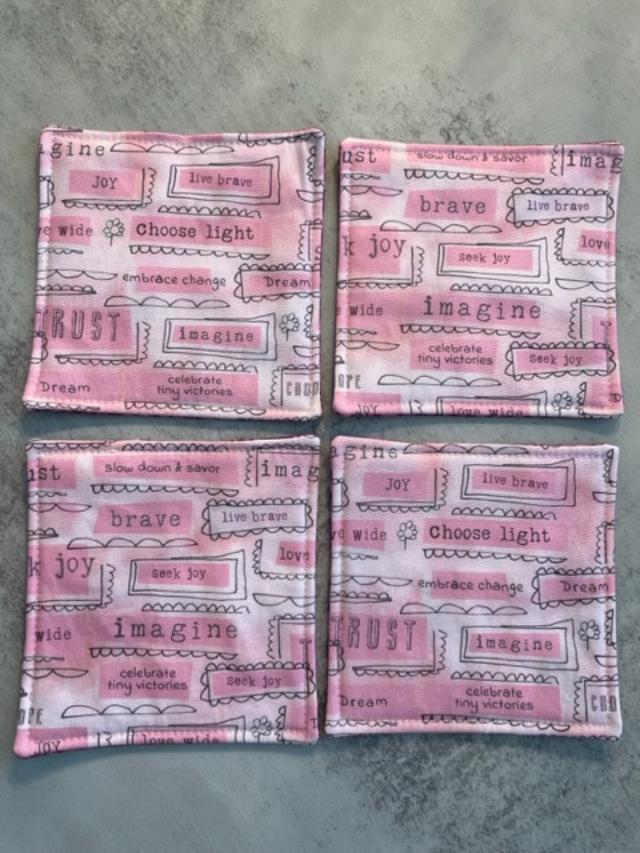 gine
JOY
live brave
e wide
Choose light
embrace change
Dream
TRUST
imagine
Dream
celebrate
tiny victories
CHOO
ust
slow down & savor
imag
brave
live brave
k joy
love
seek joy
wide
imagine
celebrate
tiny victories
seek joy
OPE
JOY
love wide
ust
slow down & savor
imag
brave
live brave
k joy
love
seek joy
wide
imagine
celebrate
tiny victories
seek joy
OPE
JOY
love wide
agine
JOY
live brave
e wide
Choose light
embrace change
Dream
TRUST
imagine
Dream
celebrate
tiny victories
CHO